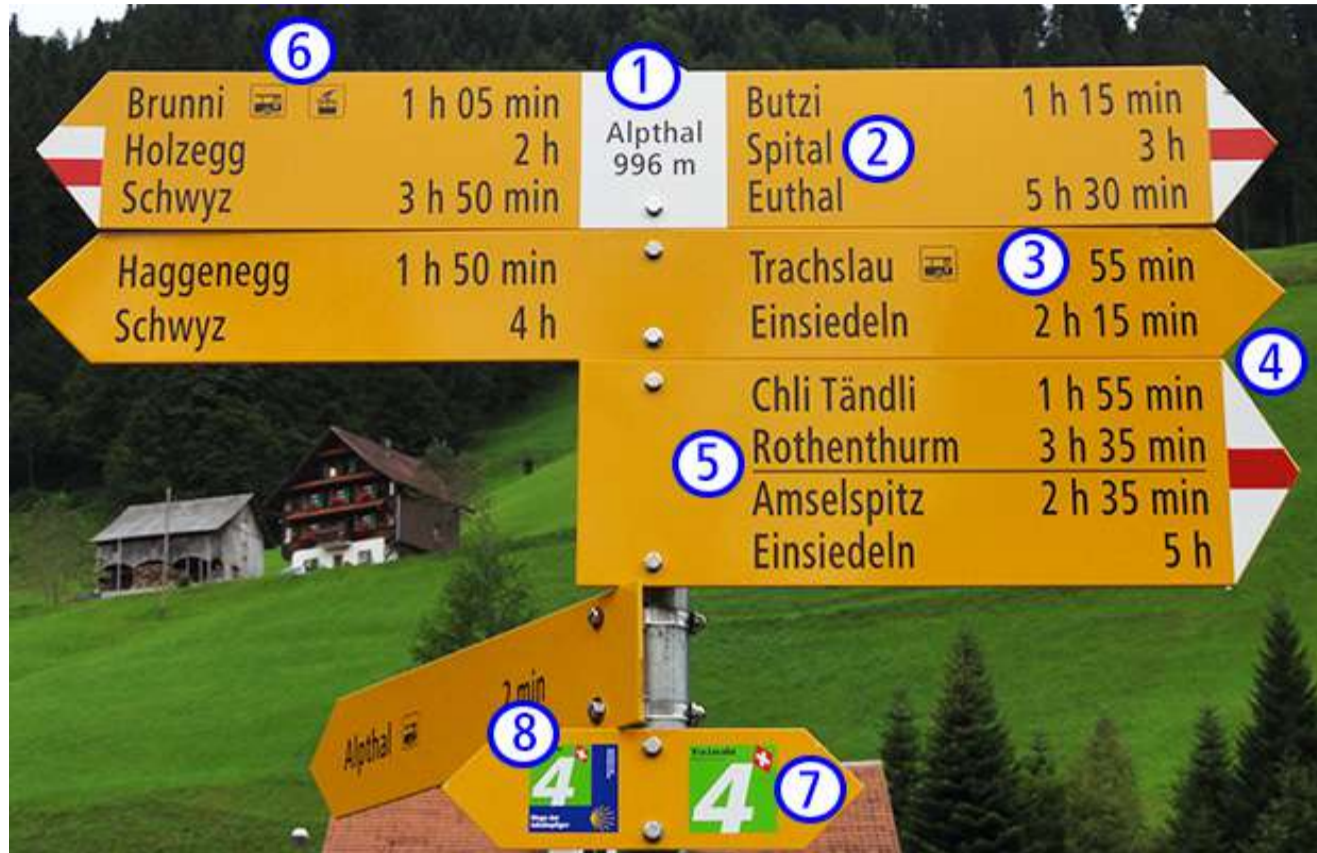 6
Brunni 1 h 05 min
Holzegg 2 h
Schwyz 3 h 50 min
1
Alpthal
996 m
Butzi 1 h 15 min
Spital 2 3 h
Euthal 5 h 30 min
Haggenegg 1 h 50 min
Schwyz 4 h
Trachslau 3 55 min
Einsiedeln 2 h 15 min
4
Chli Tändli 1 h 55 min
5 Rothenthurm 3 h 35 min
Amselspitz 2 h 35 min
Einsiedeln 5 h
2 min
Alpthal
8
4
4
7